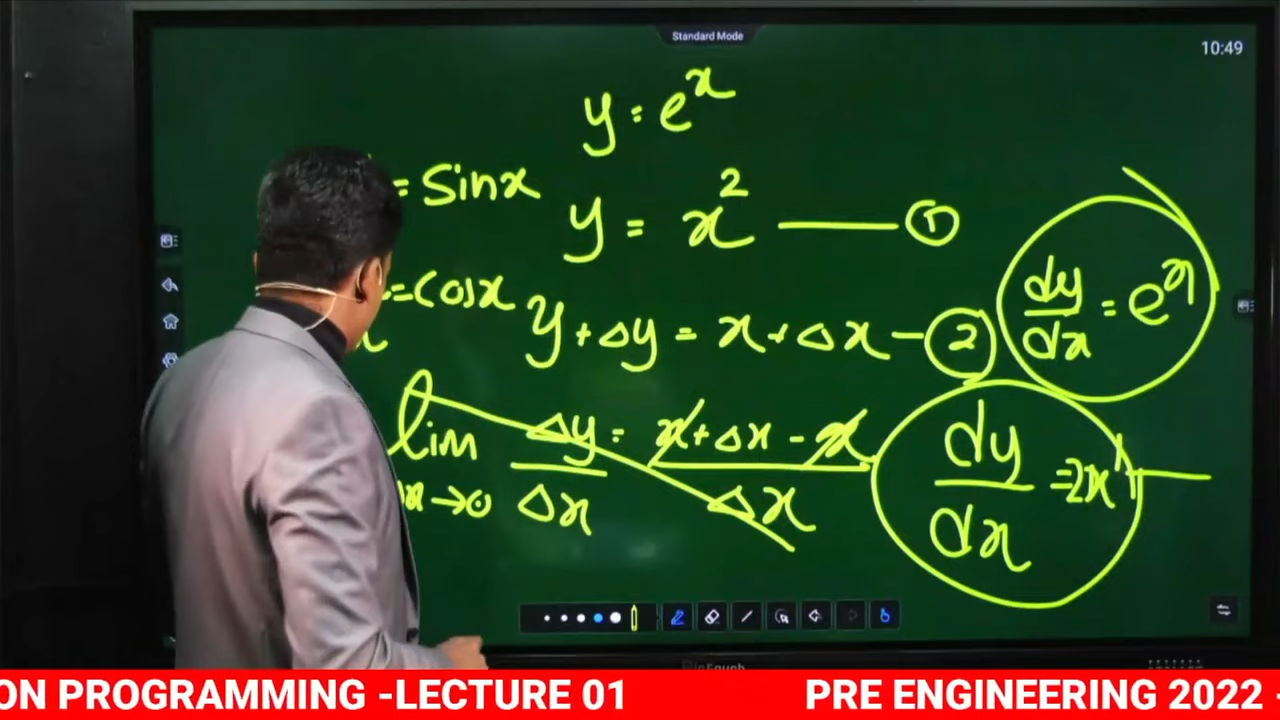 Standard Mode
10:49
y = e^x
= Sinx
y = x^2 —— ①
= Cosx
y + Δy = x + Δx – ②
dy/dx = e^x
lim Δx→0 Δy/Δx = x + Δx - x / Δx
dy/dx = 2x^1
ON PROGRAMMING -LECTURE 01
PRE ENGINEERING 2022 -